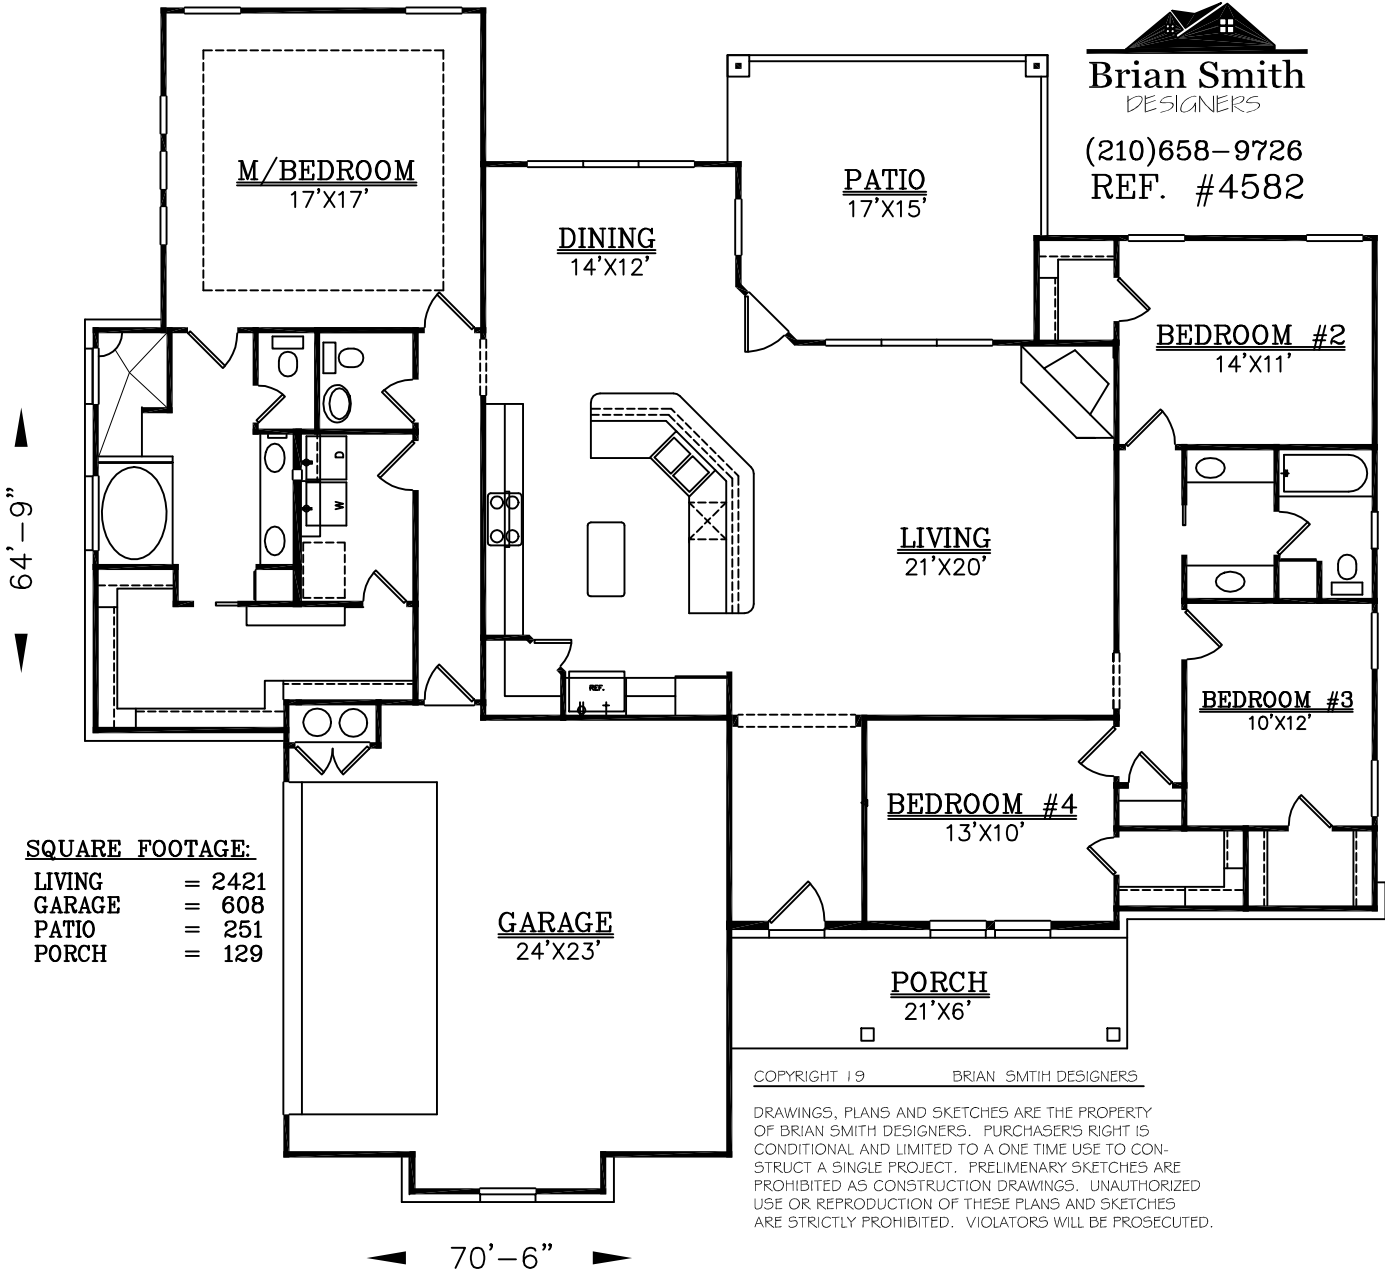 Brian Smith
DESIGNERS
(210)658-9726
REF. #4582
M/BEDROOM
17'X17'
PATIO
17'X15'
DINING
14'X12'
BEDROOM #2
14'X11'
D
W
64'-9"
LIVING
21'X20'
REF.
BEDROOM #3
10'X12'
BEDROOM #4
13'X10'
SQUARE FOOTAGE:
LIVING = 2421
GARAGE = 608
PATIO = 251
PORCH = 129
GARAGE
24'X23'
PORCH
21'X6'
COPYRIGHT 19 BRIAN SMTIH DESIGNERS
DRAWINGS, PLANS AND SKETCHES ARE THE PROPERTY
OF BRIAN SMITH DESIGNERS. PURCHASER'S RIGHT IS
CONDITIONAL AND LIMITED TO A ONE TIME USE TO CON-
STRUCT A SINGLE PROJECT. PRELIMENARY SKETCHES ARE
PROHIBITED AS CONSTRUCTION DRAWINGS. UNAUTHORIZED
USE OR REPRODUCTION OF THESE PLANS AND SKETCHES
ARE STRICTLY PROHIBITED. VIOLATORS WILL BE PROSECUTED.
70'-6"